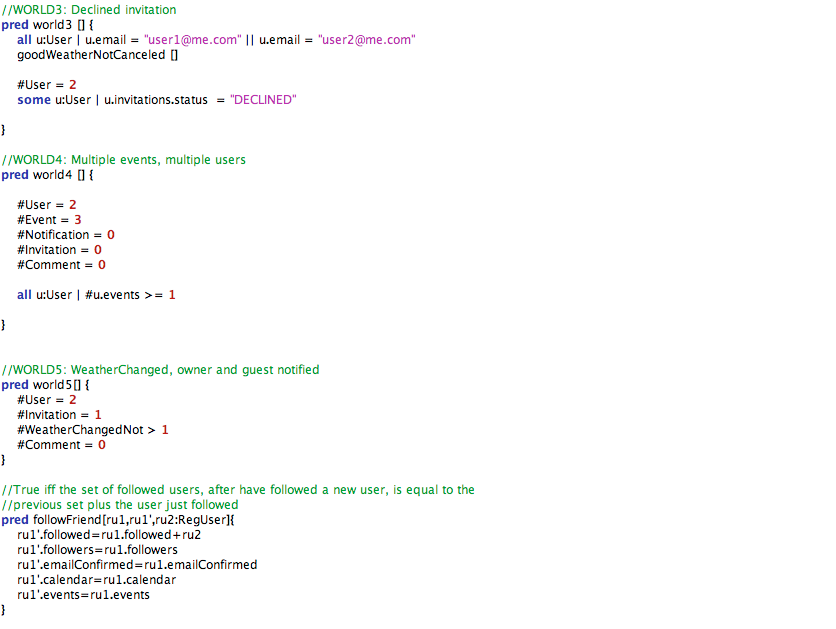 //WORLD3: Declined invitation
pred world3 [] {
all u:User | u.email = "user1@me.com" || u.email = "user2@me.com"
goodWeatherNotCanceled []
#User = 2
some u:User | u.invitations.status = "DECLINED"
}
//WORLD4: Multiple events, multiple users
pred world4 [] {
#User = 2
#Event = 3
#Notification = 0
#Invitation = 0
#Comment = 0
all u:User | #u.events >= 1
}
//WORLD5: WeatherChanged, owner and guest notified
pred world5[] {
#User = 2
#Invitation = 1
#WeatherChangedNot > 1
#Comment = 0
}
//True iff the set of followed users, after have followed a new user, is equal to the
//previous set plus the user just followed
pred followFriend[ru1,ru1',ru2:RegUser]{
ru1'.followed=ru1.followed+ru2
ru1'.followers=ru1.followers
ru1'.emailConfirmed=ru1.emailConfirmed
ru1'.calendar=ru1.calendar
ru1'.events=ru1.events
}